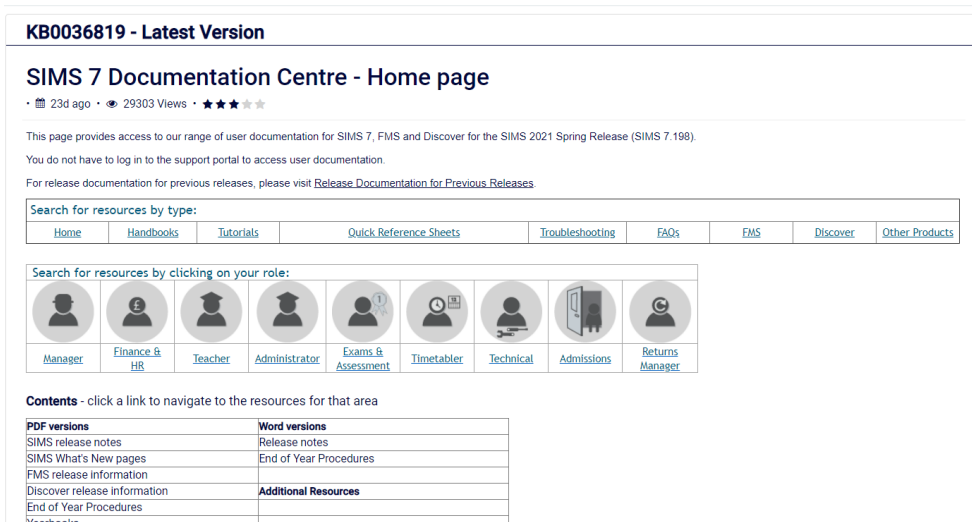 KB0036819 - Latest Version
SIMS 7 Documentation Centre - Home page
23d ago • 29303 Views •
This page provides access to our range of user documentation for SIMS 7, FMS and Discover for the SIMS 2021 Spring Release (SIMS 7.198).
You do not have to log in to the support portal to access user documentation.
For release documentation for previous releases, please visit Release Documentation for Previous Releases.
Search for resources by type:
Home Handbooks Tutorials Quick Reference Sheets Troubleshooting FAQs FMS Discover Other Products
Search for resources by clicking on your role:
Manager Finance & HR Teacher Administrator Exams & Assessment Timetabler Technical Admissions Returns Manager
Contents - click a link to navigate to the resources for that area
PDF versions Word versions
SIMS release notes Release notes
SIMS What's New pages End of Year Procedures
FMS release information
Discover release information Additional Resources
End of Year Procedures